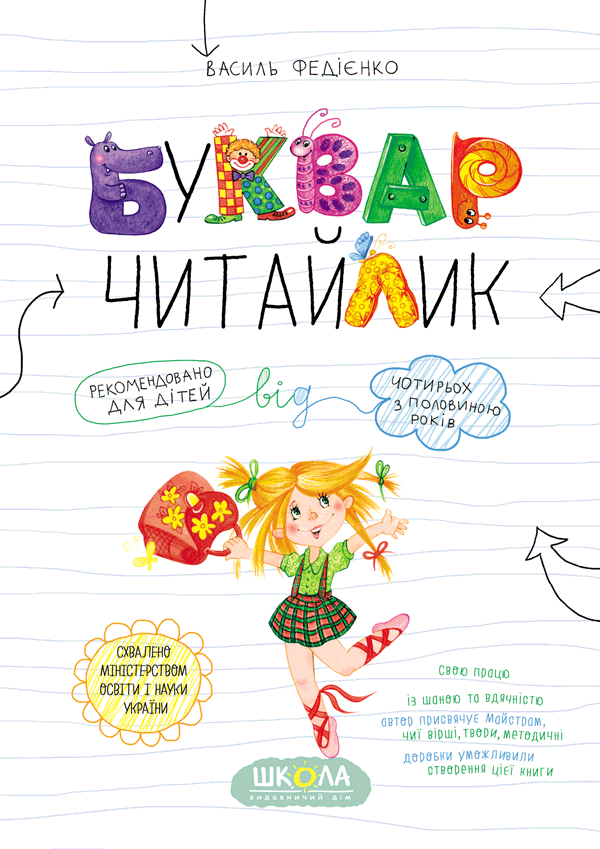 ВАСИЛЬ ФЕДІЄНКО
БУКВАР
ЧИТАЙЛИК
РЕКОМЕНДОВАНО
ДЛЯ ДІТЕЙ
від
ЧОТИРЬОХ
З ПОЛОВИНОЮ
РОКІВ
СХВАЛЕНО
МІНІСТЕРСТВОМ
ОСВІТИ І НАУКИ
УКРАЇНИ
СВОЮ ПРАЦЮ
ІЗ ШАНОЮ ТА ВДЯЧНІСТЮ
АВТОР ПРИСВЯЧУЄ МАЙСТРАМ,
ЧИЇ ВІРШІ, ТВОРИ, МЕТОДИЧНІ
ДОРОБКИ УМОЖЛИВИЛИ
СТВОРЕННЯ ЦІЄЇ КНИГИ
ШКОЛА
ВИДАВНИЧИЙ ДІМ